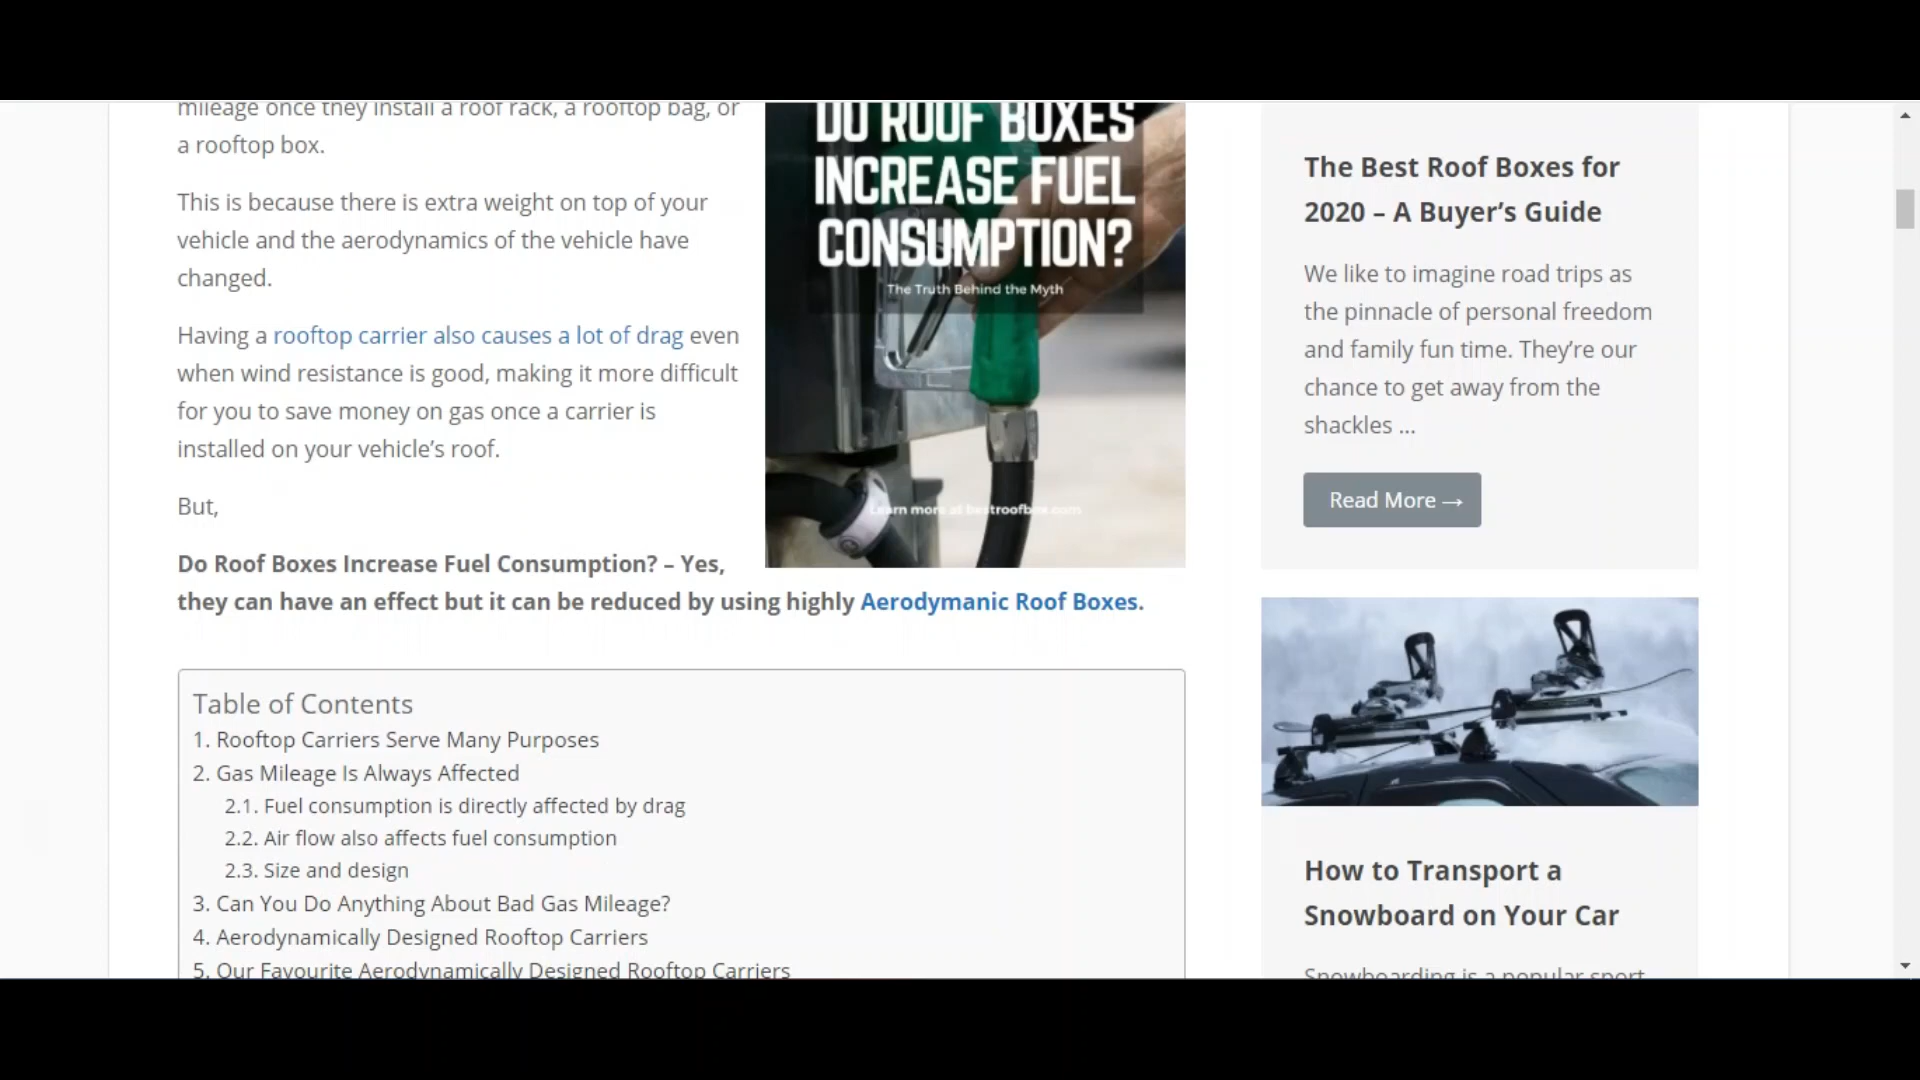 mileage once they install a roof rack, a rooftop bag, or
a rooftop box.
This is because there is extra weight on top of your
vehicle and the aerodynamics of the vehicle have
changed.
Having a rooftop carrier also causes a lot of drag even
when wind resistance is good, making it more difficult
for you to save money on gas once a carrier is
installed on your vehicle’s roof.
But,
Do Roof Boxes Increase Fuel Consumption? – Yes,
they can have an effect but it can be reduced by using highly Aerodymanic Roof Boxes.
DO ROOF BOXES
INCREASE FUEL
CONSUMPTION?
The Truth Behind the Myth
Learn more at bestroofbox.com
Table of Contents
1. Rooftop Carriers Serve Many Purposes
2. Gas Mileage Is Always Affected
2.1. Fuel consumption is directly affected by drag
2.2. Air flow also affects fuel consumption
2.3. Size and design
3. Can You Do Anything About Bad Gas Mileage?
4. Aerodynamically Designed Rooftop Carriers
5. Our Favourite Aerodynamically Designed Rooftop Carriers
The Best Roof Boxes for
2020 – A Buyer’s Guide
We like to imagine road trips as
the pinnacle of personal freedom
and family fun time. They’re our
chance to get away from the
shackles ...
Read More →
How to Transport a
Snowboard on Your Car
Snowboarding is a popular sport